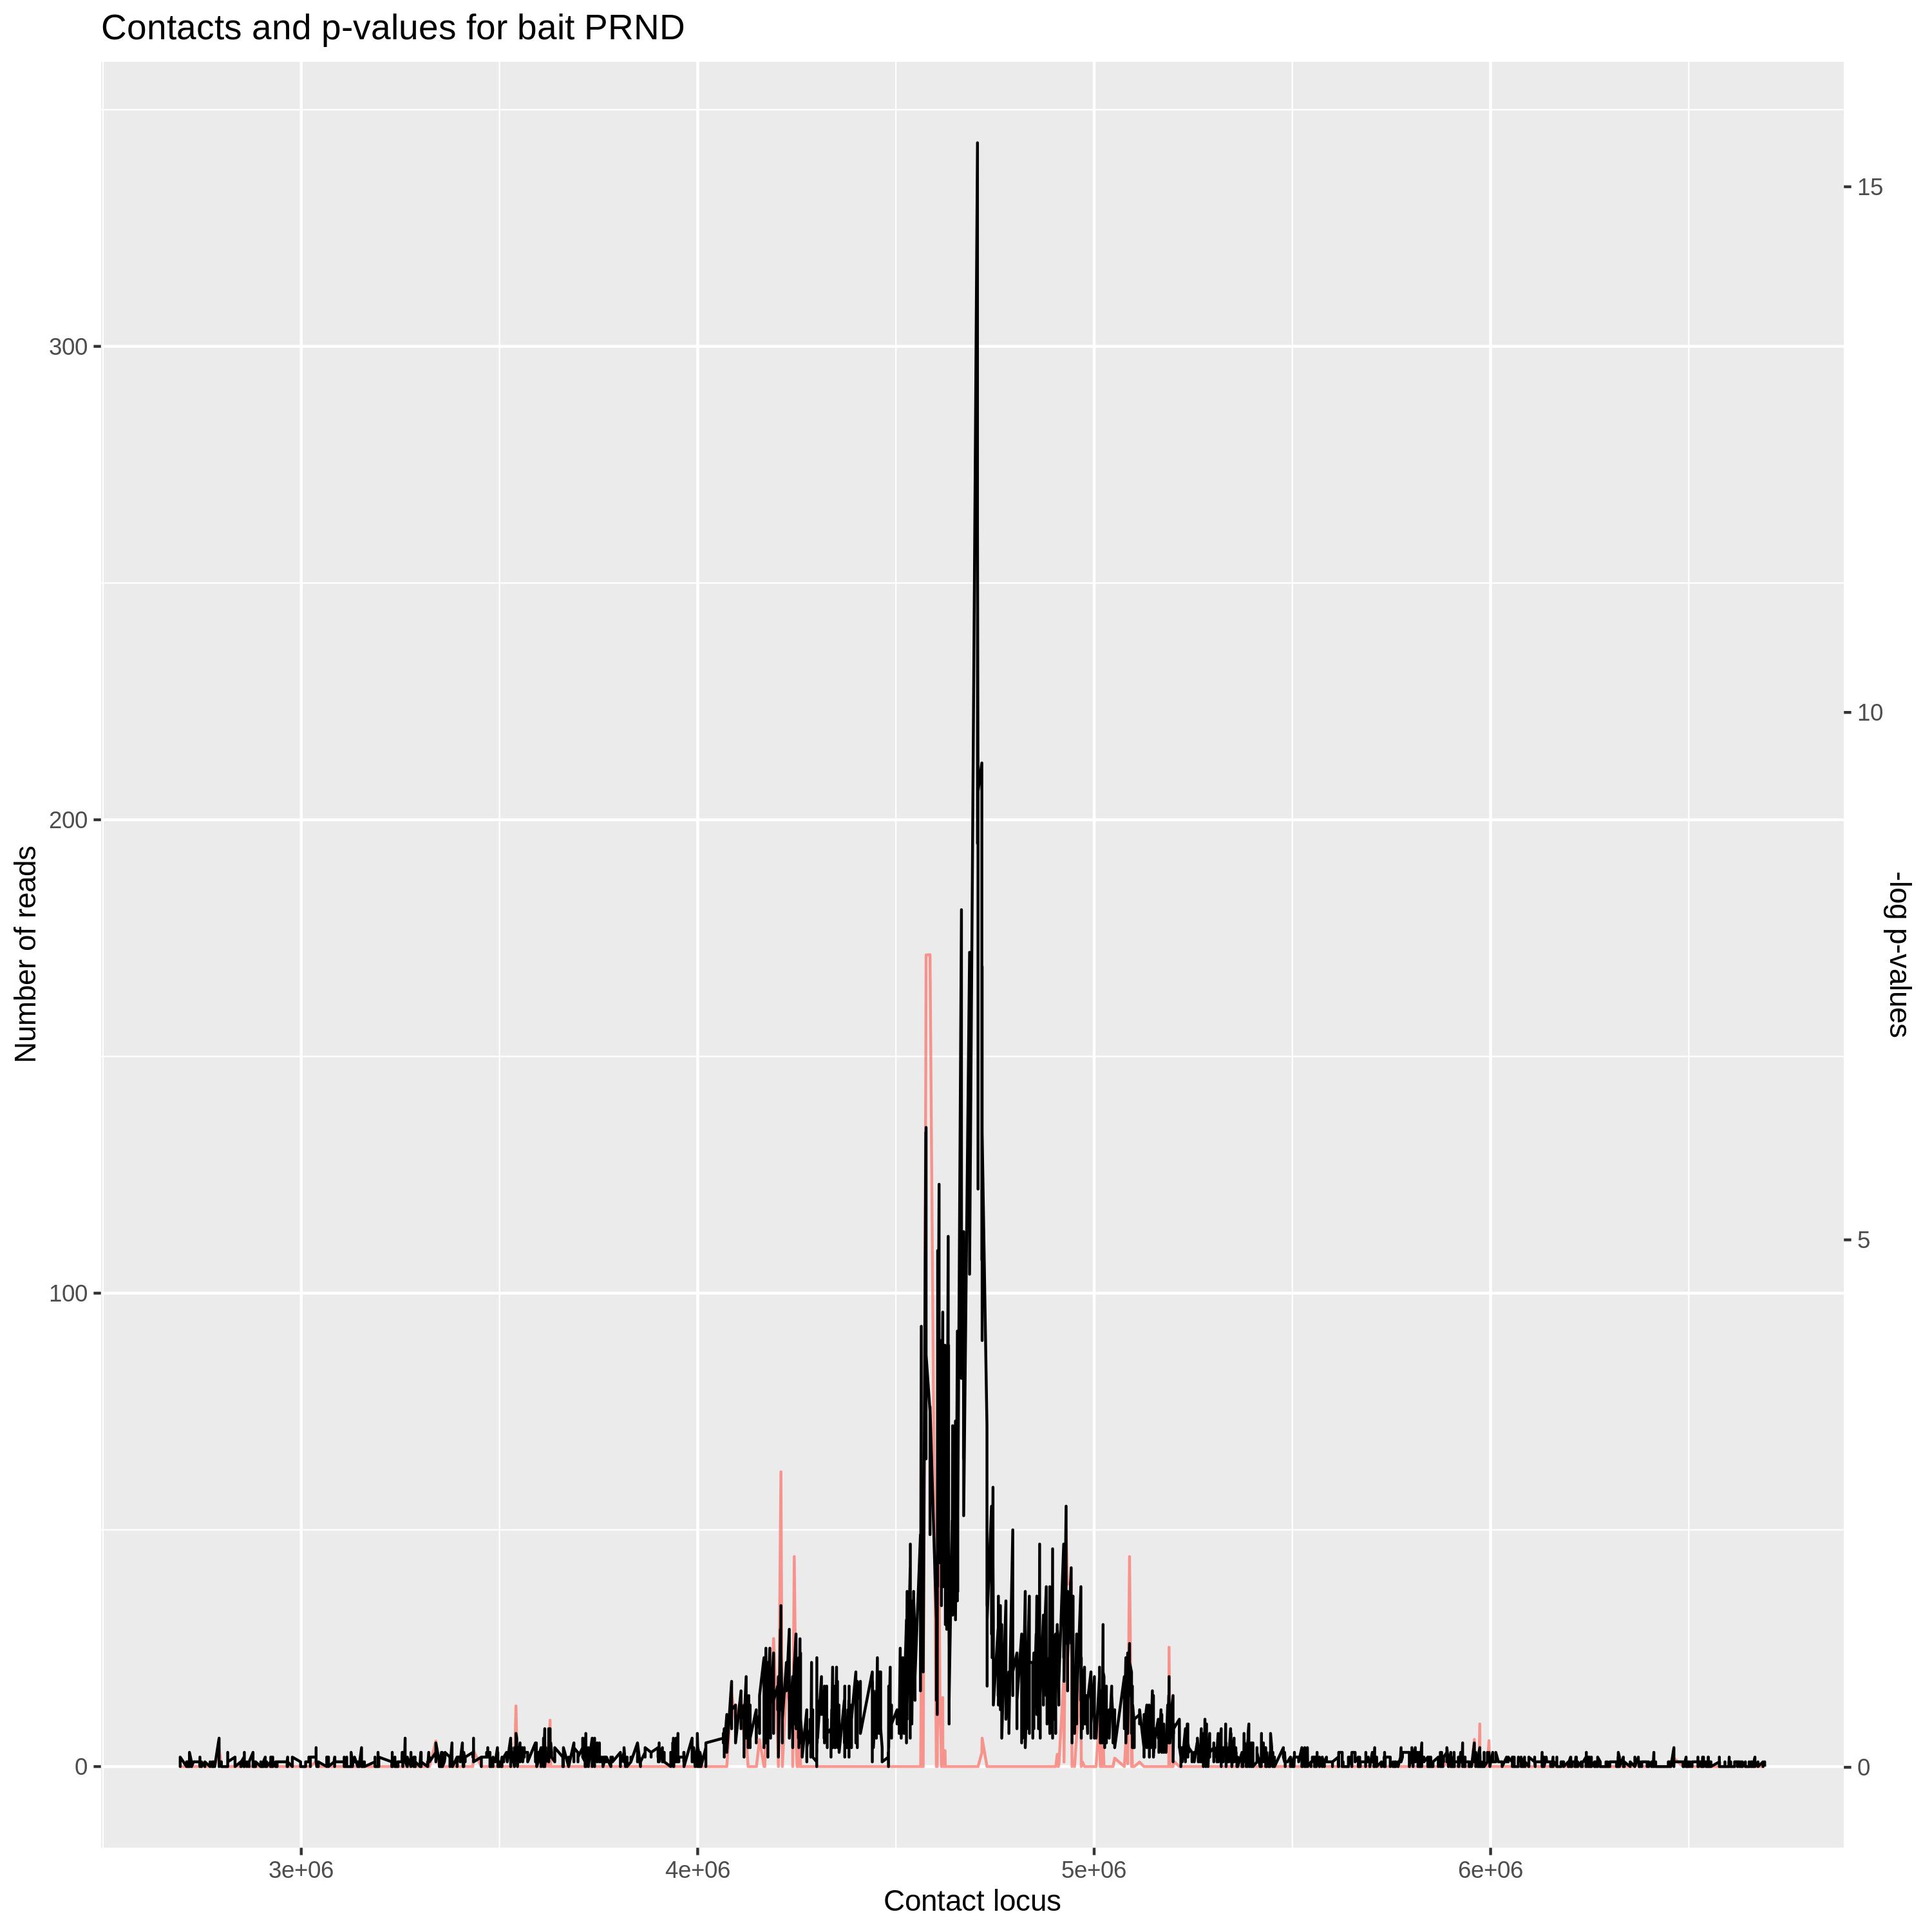 Contacts and p-values for bait PRND
Number of reads
300
200
100
0
15
10
5
0
-log p-values
3e+06
4e+06
5e+06
6e+06
Contact locus